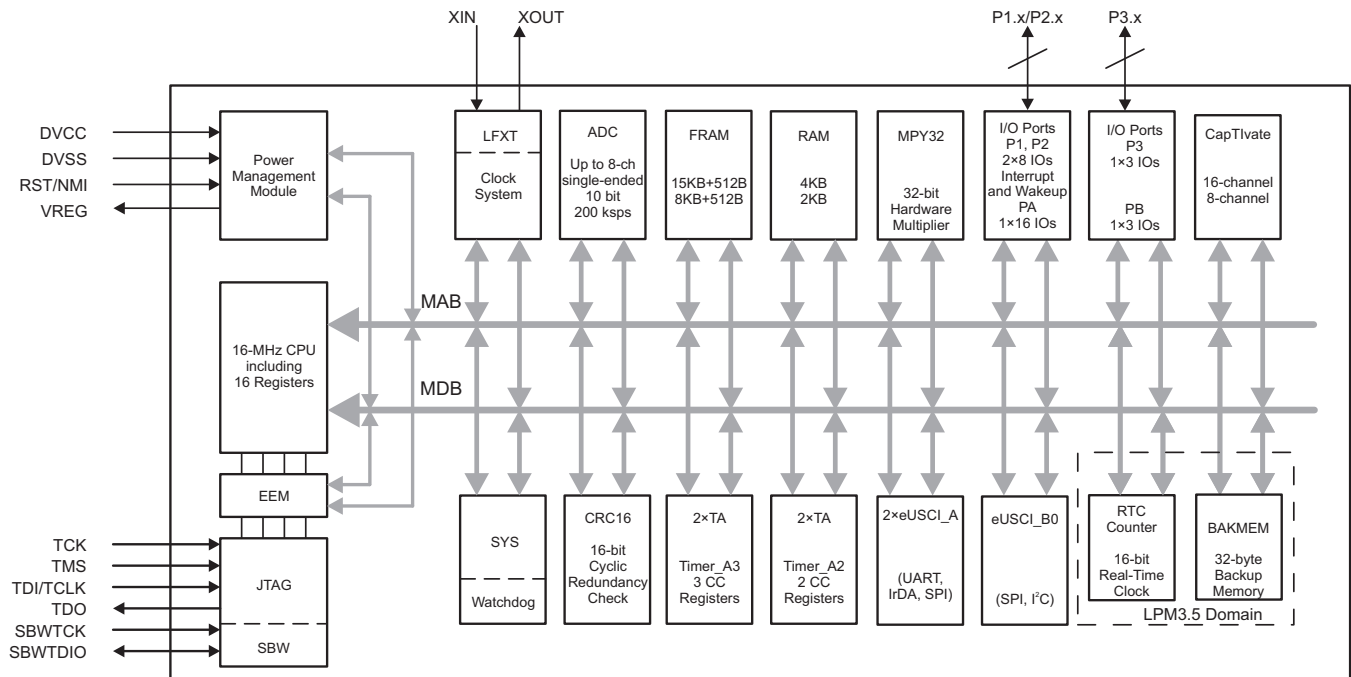 XIN
XOUT
P1.x/P2.x
P3.x
DVCC
DVSS
RST/NMI
VREG
Power
Management
Module
LFXT
Clock
System
ADC
Up to 8-ch
single-ended
10 bit
200 ksps
FRAM
15KB+512B
8KB+512B
RAM
4KB
2KB
MPY32
32-bit
Hardware
Multiplier
I/O Ports
P1, P2
2×8 IOs
Interrupt
and Wakeup
PA
1×16 IOs
I/O Ports
P3
1×3 IOs
PB
1×3 IOs
CapTIvate
16-channel
8-channel
MAB
16-MHz CPU
including
16 Registers
MDB
EEM
TCK
TMS
TDI/TCLK
TDO
SBWTCK
SBWTDIO
JTAG
SBW
SYS
Watchdog
CRC16
16-bit
Cyclic
Redundancy
Check
2×TA
Timer_A3
3 CC
Registers
2×TA
Timer_A2
2 CC
Registers
2×eUSCI_A
(UART,
IrDA, SPI)
eUSCI_B0
(SPI, I²C)
RTC
Counter
16-bit
Real-Time
Clock
BAKMEM
32-byte
Backup
Memory
LPM3.5 Domain